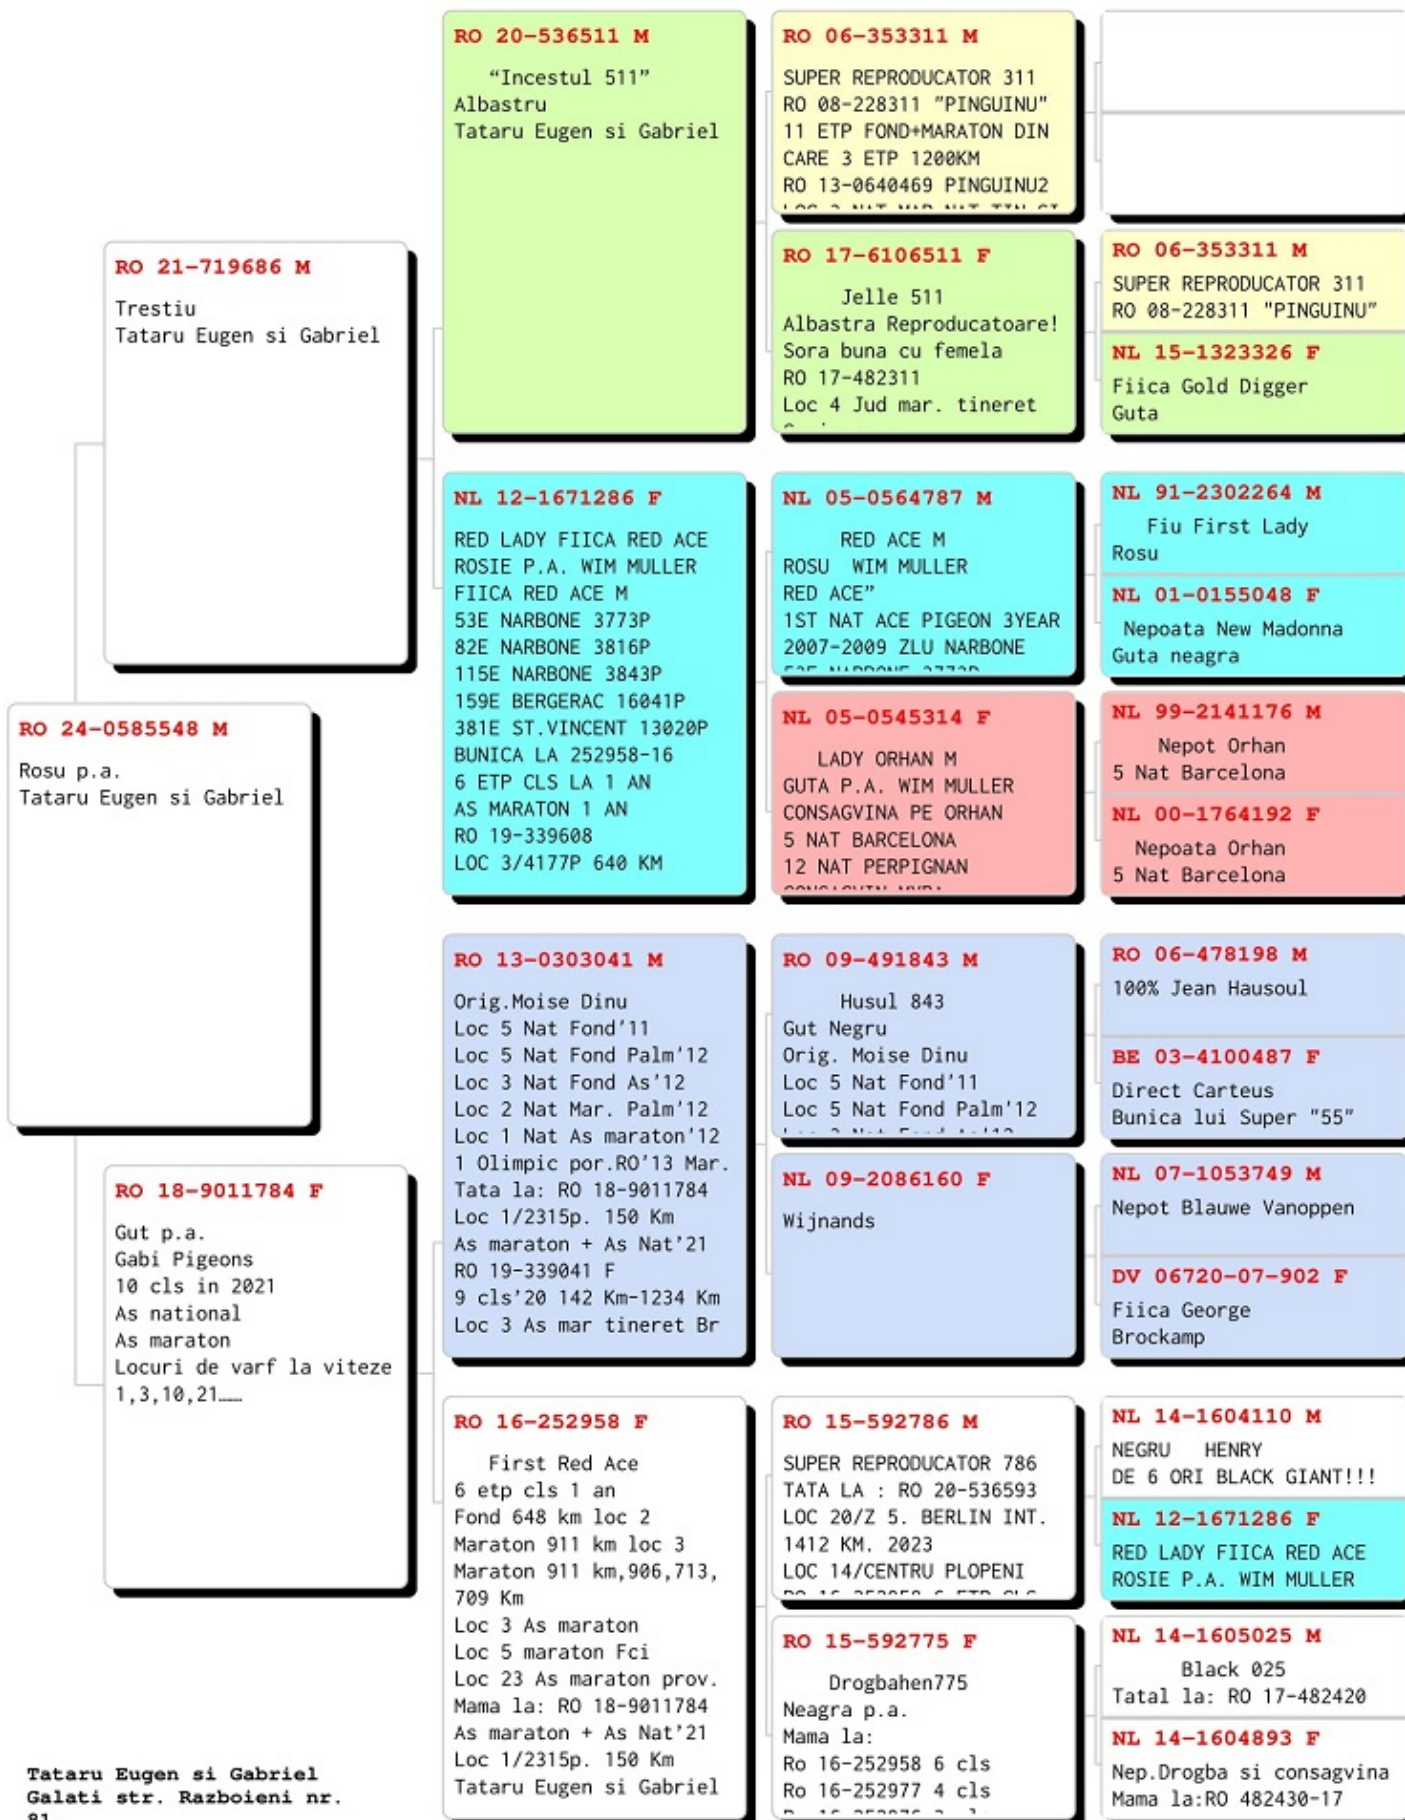 RO 24-0585548 M
Rosu p.a.
Tataru Eugen si Gabriel
RO 21-719686 M
Trestiu
Tataru Eugen si Gabriel
RO 18-9011784 F
Gut p.a.
Gabi Pigeons
10 cls in 2021
As national
As maraton
Locuri de varf la viteze
1,3,10,21……
RO 20-536511 M
“Incestul 511”
Albastru
Tataru Eugen si Gabriel
NL 12-1671286 F
RED LADY FIICA RED ACE
ROSIE P.A. WIM MULLER
FIICA RED ACE M
53E NARBONE 3773P
82E NARBONE 3816P
115E NARBONE 3843P
159E BERGERAC 16041P
381E ST.VINCENT 13020P
BUNICA LA 252958-16
6 ETP CLS LA 1 AN
AS MARATON 1 AN
RO 19-339608
LOC 3/4177P 640 KM
RO 13-0303041 M
Orig.Moise Dinu
Loc 5 Nat Fond'11
Loc 5 Nat Fond Palm'12
Loc 3 Nat Fond As'12
Loc 2 Nat Mar. Palm'12
Loc 1 Nat As maraton'12
1 Olimpic por.RO'13 Mar.
Tata la: RO 18-9011784
Loc 1/2315p. 150 Km
As maraton + As Nat'21
RO 19-339041 F
9 cls'20 142 Km-1234 Km
Loc 3 As mar tineret Br
RO 16-252958 F
First Red Ace
6 etp cls 1 an
Fond 648 km loc 2
Maraton 911 km loc 3
Maraton 911 km,906,713,
709 Km
Loc 3 As maraton
Loc 5 maraton Fci
Loc 23 As maraton prov.
Mama la: RO 18-9011784
As maraton + As Nat'21
Loc 1/2315p. 150 Km
Tataru Eugen si Gabriel
RO 06-353311 M
SUPER REPRODUCATOR 311
RO 08-228311 "PINGUINU"
11 ETP FOND+MARATON DIN
CARE 3 ETP 1200KM
RO 13-0640469 PINGUINU2
RO 17-6106511 F
Jelle 511
Albastra Reproducatoare!
Sora buna cu femela
RO 17-482311
Loc 4 Jud mar. tineret
NL 05-0564787 M
RED ACE M
ROSU WIM MULLER
RED ACE”
1ST NAT ACE PIGEON 3YEAR
2007-2009 ZLU NARBONE
NL 05-0545314 F
LADY ORHAN M
GUTA P.A. WIM MULLER
CONSAGVINA PE ORHAN
5 NAT BARCELONA
12 NAT PERPIGNAN
RO 09-491843 M
Husul 843
Gut Negru
Orig. Moise Dinu
Loc 5 Nat Fond'11
Loc 5 Nat Fond Palm'12
NL 09-2086160 F
Wijnands
RO 15-592786 M
SUPER REPRODUCATOR 786
TATA LA : RO 20-536593
LOC 20/Z 5. BERLIN INT.
1412 KM. 2023
LOC 14/CENTRU PLOPENI
RO 15-592775 F
Drogbahen775
Neagra p.a.
Mama la:
Ro 16-252958 6 cls
Ro 16-252977 4 cls
RO 06-353311 M
SUPER REPRODUCATOR 311
RO 08-228311 "PINGUINU"
NL 15-1323326 F
Fiica Gold Digger
Guta
NL 91-2302264 M
Fiu First Lady
Rosu
NL 01-0155048 F
Nepoata New Madonna
Guta neagra
NL 99-2141176 M
Nepot Orhan
5 Nat Barcelona
NL 00-1764192 F
Nepoata Orhan
5 Nat Barcelona
RO 06-478198 M
100% Jean Hausoul
BE 03-4100487 F
Direct Carteus
Bunica lui Super "55"
NL 07-1053749 M
Nepot Blauwe Vanoppen
DV 06720-07-902 F
Fiica George
Brockamp
NL 14-1604110 M
NEGRU HENRY
DE 6 ORI BLACK GIANT!!!
NL 12-1671286 F
RED LADY FIICA RED ACE
ROSIE P.A. WIM MULLER
NL 14-1605025 M
Black 025
Tatal la: RO 17-482420
NL 14-1604893 F
Nep.Drogba si consagvina
Mama la:RO 482430-17
Tataru Eugen si Gabriel
Galati str. Razboieni nr.